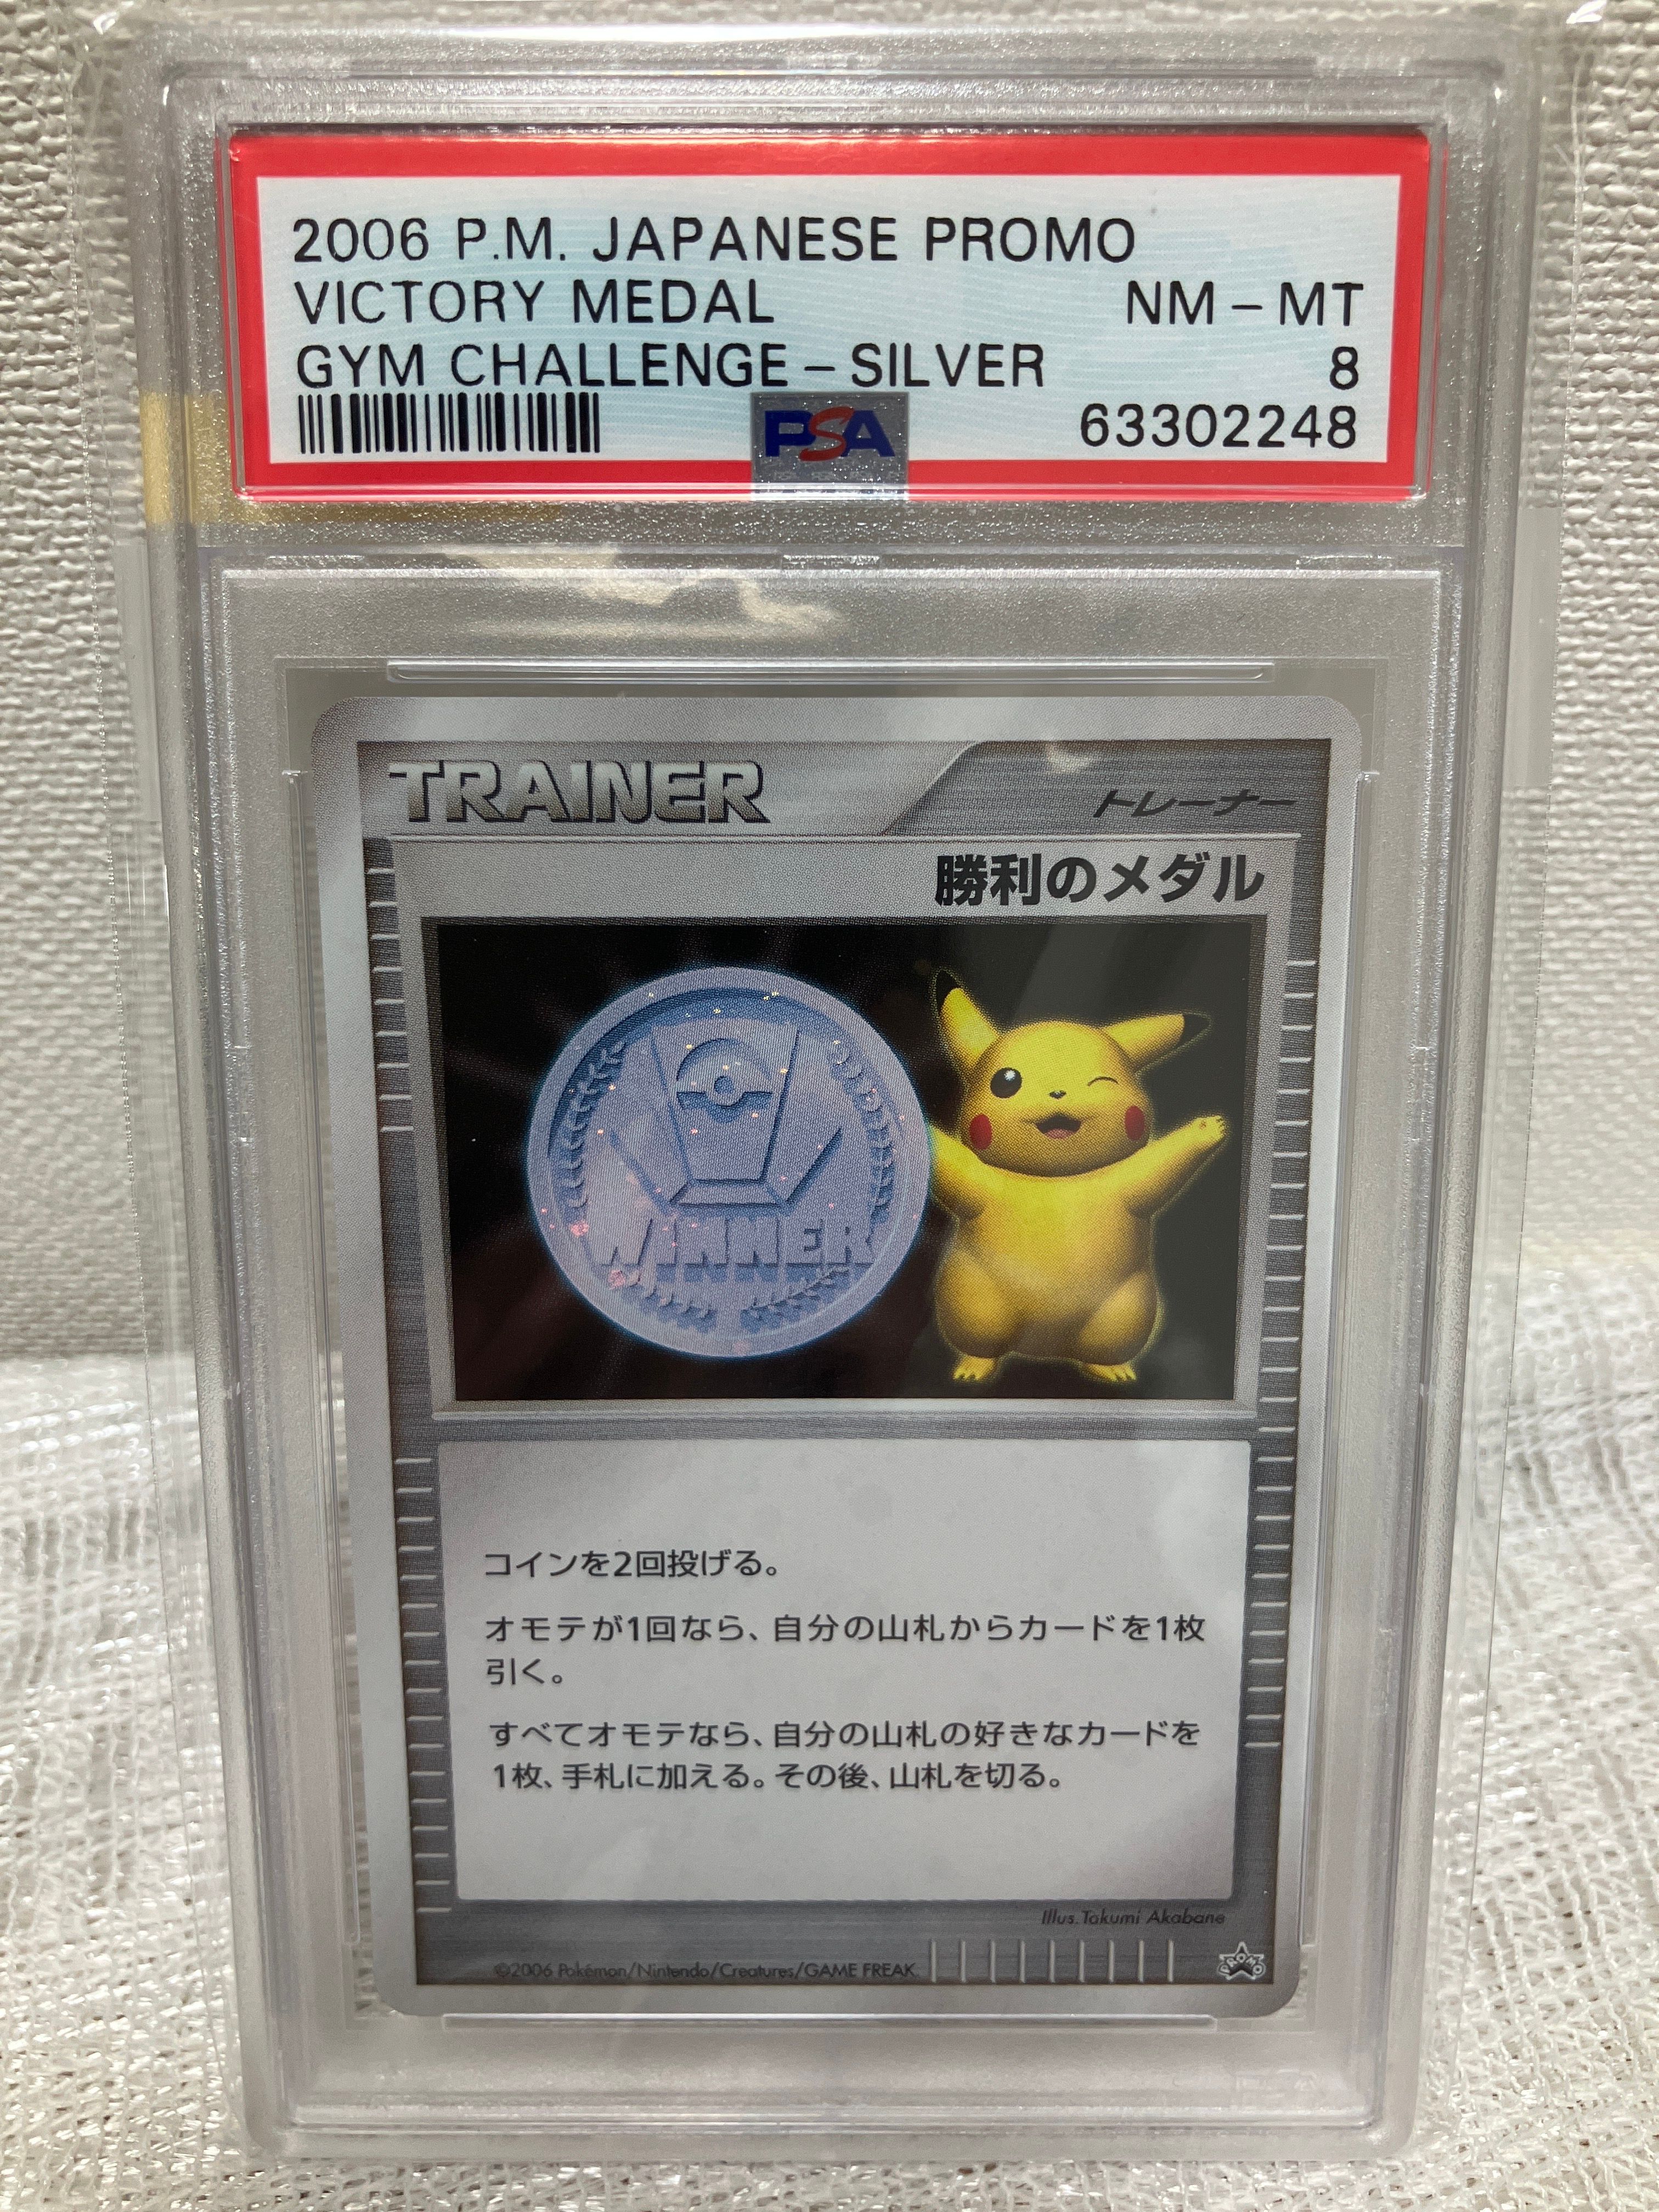 2006 P.M. JAPANESE PROMO
VICTORY MEDAL NM - MT
GYM CHALLENGE - SILVER 8
PSA 63302248
TRAINER トレーナー
勝利のメダル
WINNER
コインを2回投げる。
オモテが1回なら、自分の山札からカードを1枚
引く。
すべてオモテなら、自分の山札の好きなカードを
1枚、手札に加える。その後、山札を切る。
Illus. Takumi Akabane
©2006 Pokémon/Nintendo/Creatures/GAME FREAK.
PROMO